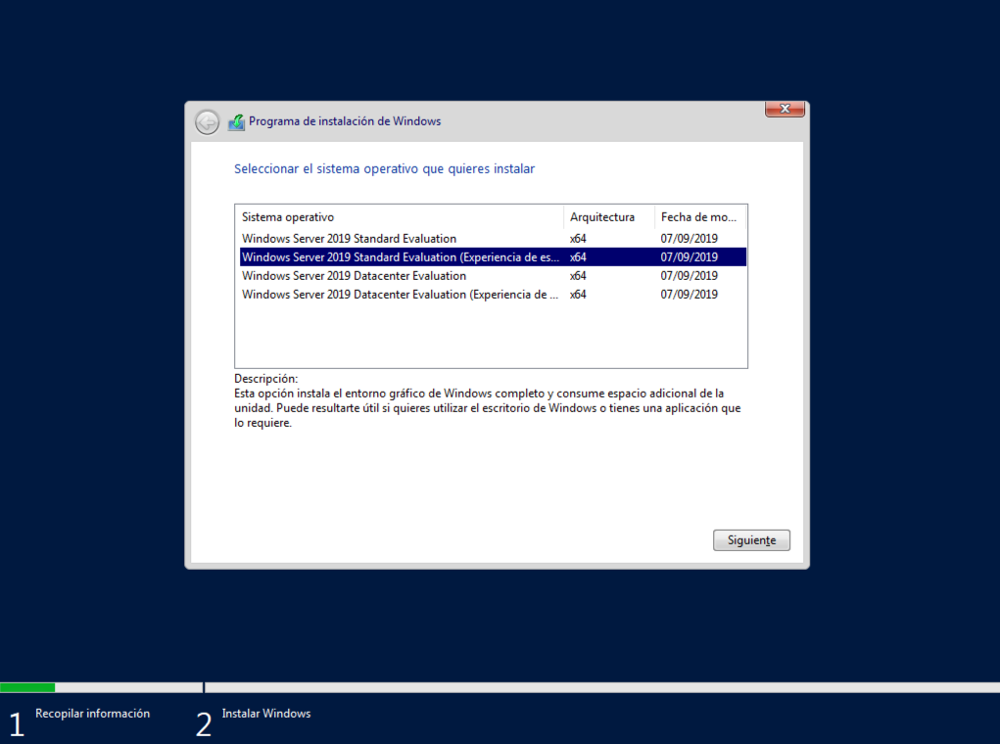 Programa de instalación de Windows
Seleccionar el sistema operativo que quieres instalar
Sistema operativo Arquitectura Fecha de mo...
Windows Server 2019 Standard Evaluation x64 07/09/2019
Windows Server 2019 Standard Evaluation (Experiencia de es... x64 07/09/2019
Windows Server 2019 Datacenter Evaluation x64 07/09/2019
Windows Server 2019 Datacenter Evaluation (Experiencia de ... x64 07/09/2019
Descripción:
Esta opción instala el entorno gráfico de Windows completo y consume espacio adicional de la
unidad. Puede resultarte útil si quieres utilizar el escritorio de Windows o tienes una aplicación que
lo requiere.
Siguiente
1 Recopilar información 2 Instalar Windows